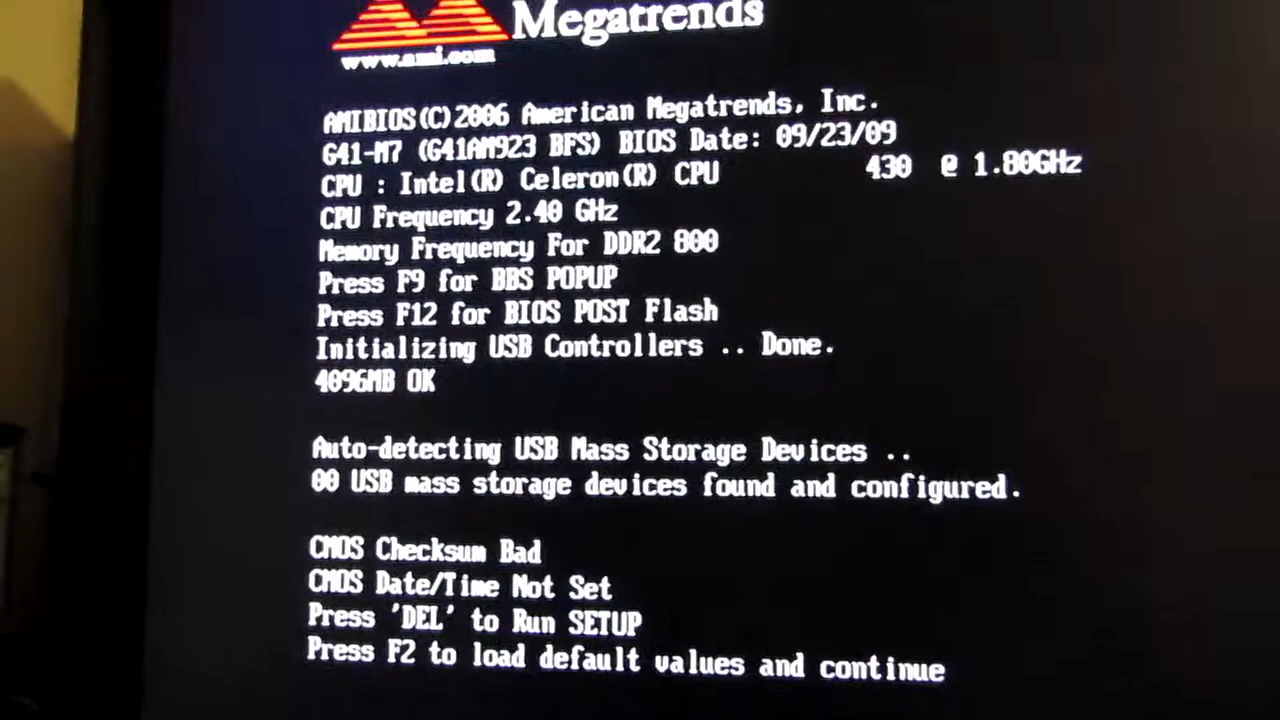 Megatrends
www.ami.com
AMIBIOS(C)2006 American Megatrends, Inc.
G41-M7 (G41AM923 BFS) BIOS Date: 09/23/09
CPU : Intel(R) Celeron(R) CPU 430 @ 1.80GHz
CPU Frequency 2.40 GHz
Memory Frequency For DDR2 800
Press F9 for BBS POPUP
Press F12 for BIOS POST Flash
Initializing USB Controllers .. Done.
4096MB OK
Auto-detecting USB Mass Storage Devices ..
00 USB mass storage devices found and configured.
CMOS Checksum Bad
CMOS Date/Time Not Set
Press 'DEL' to Run SETUP
Press F2 to load default values and continue